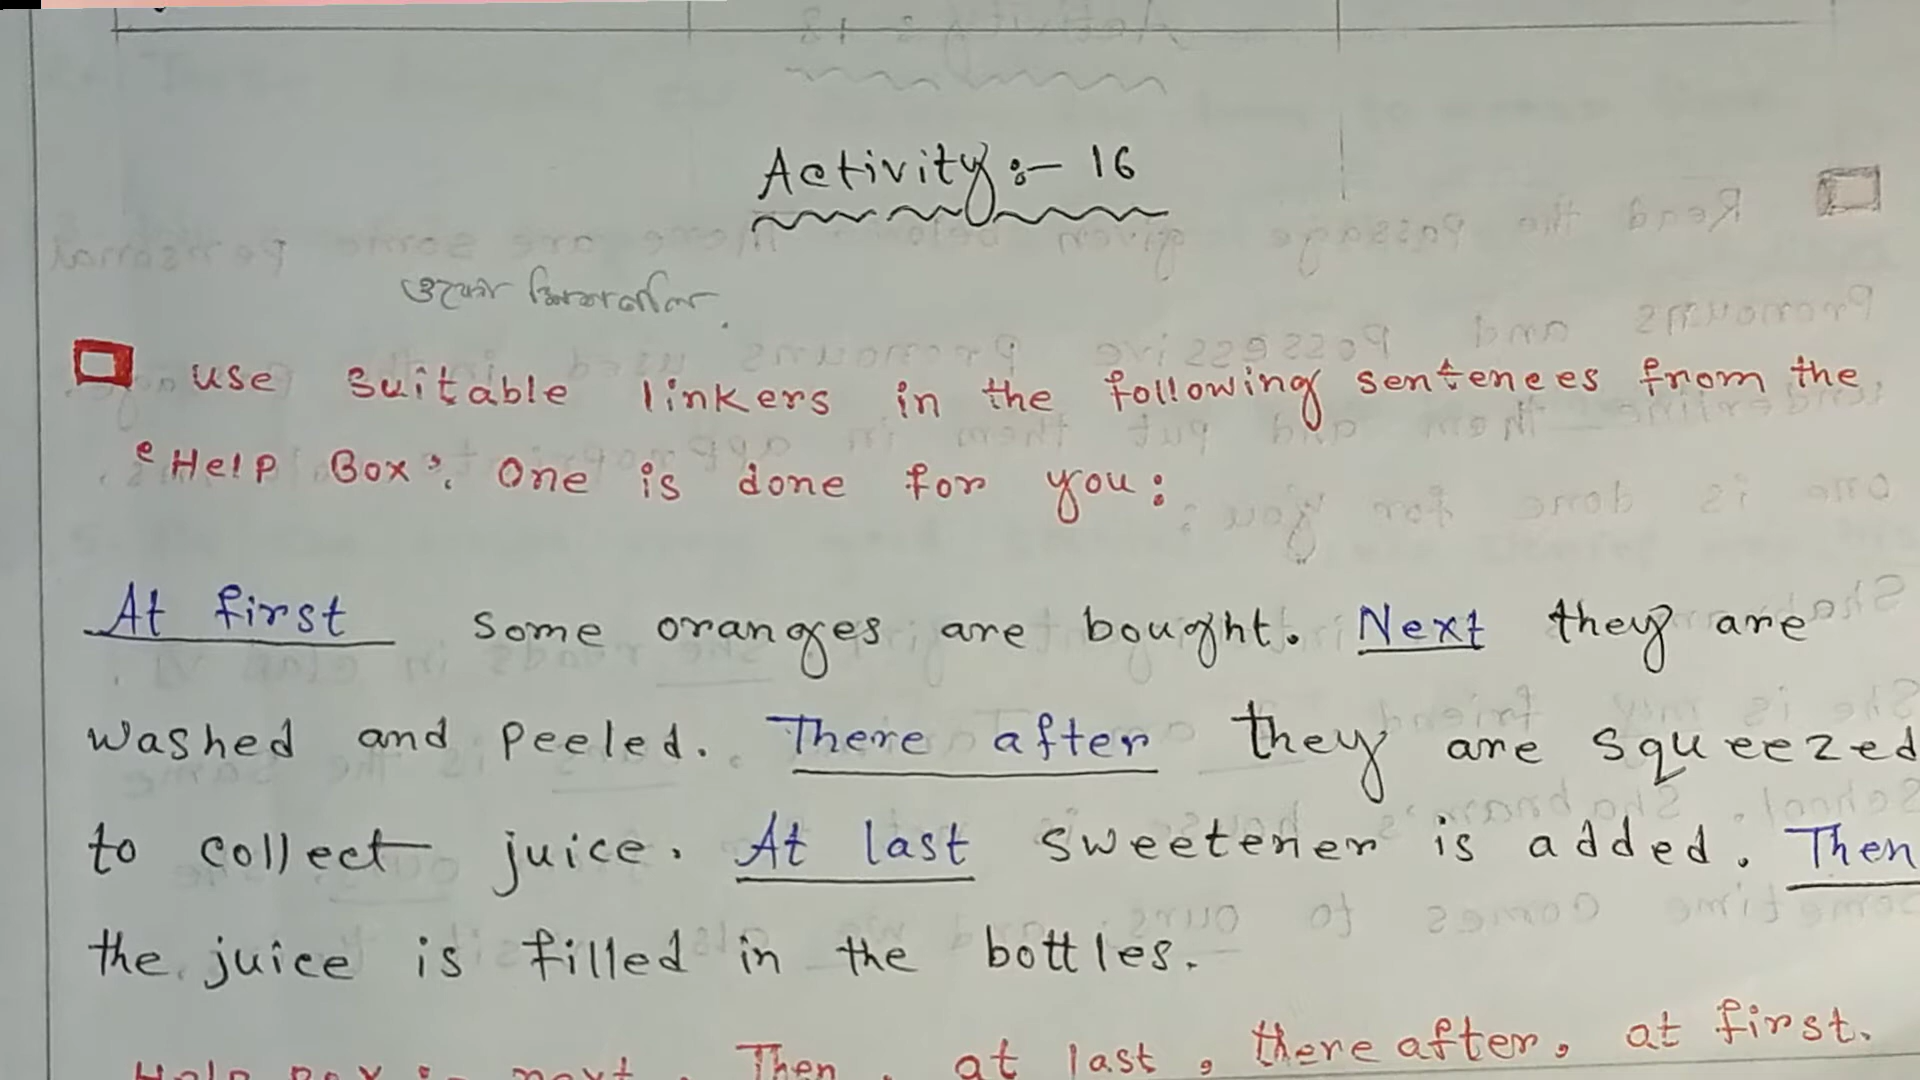 Activity :- 16
use suitable linkers in the following sentences from the
'Help Box'. One is done for you:
At first some oranges are bought. Next they are
washed and peeled. There after they are squeezed
to collect juice. At last sweetener is added. Then
the juice is filled in the bottles.
Help Box :- next, Then, at last, there after, at first.